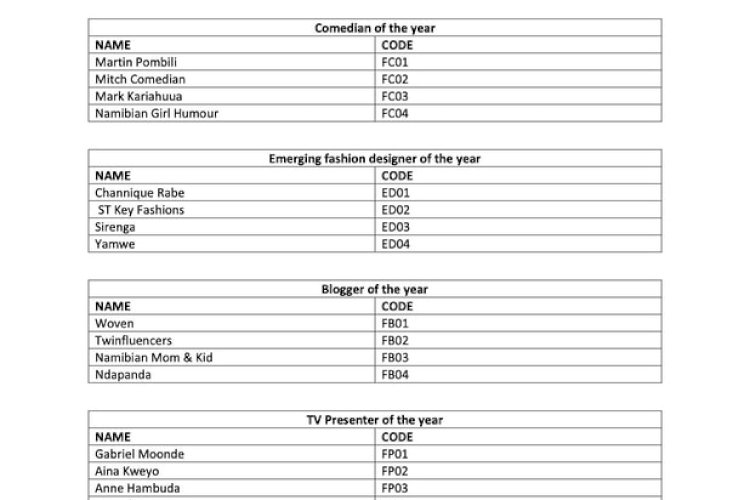 Comedian of the year
NAME CODE
Martin Pombili FC01
Mitch Comedian FC02
Mark Kariahuua FC03
Namibian Girl Humour FC04
Emerging fashion designer of the year
NAME CODE
Channique Rabe ED01
ST Key Fashions ED02
Sirenga ED03
Yamwe ED04
Blogger of the year
NAME CODE
Woven FB01
Twinfluencers FB02
Namibian Mom & Kid FB03
Ndapanda FB04
TV Presenter of the year
NAME CODE
Gabriel Moonde FP01
Aina Kweyo FP02
Anne Hambuda FP03